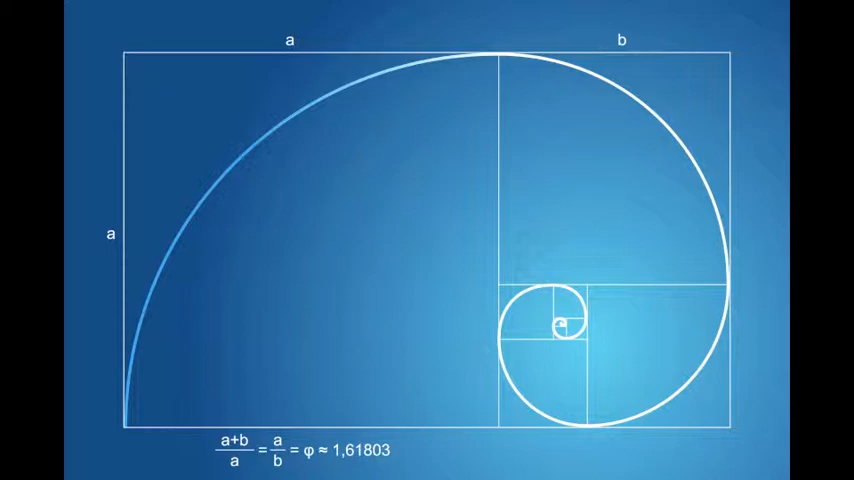 a
b
a
a+b/a = a/b = φ ≈ 1,61803